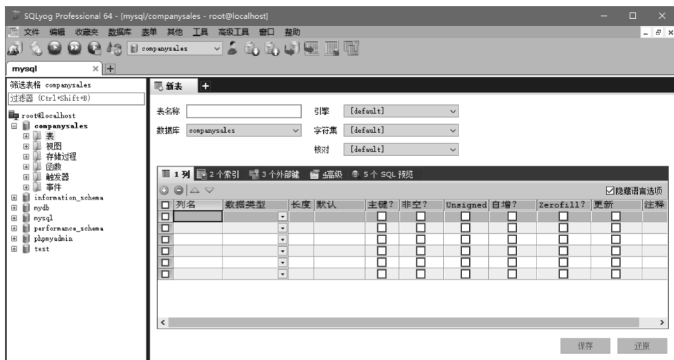 SQLyog Professional 64 - [mysql/companysales - root@localhost]
文件 编辑 收藏夹 数据库 表单 其他 工具 高级工具 窗口 帮助
companysales
mysql
筛选表格 companysales
过滤器 (Ctrl+Shift+B)
root@localhost
companysales
表
视图
存储过程
函数
触发器
事件
information_schema
mydb
mysql
performance_schema
phpmyadmin
test
新表
表名称 引擎 [default]
数据库 companysales 字符集 [default]
核对 [default]
1 列 2 个索引 3 个外部键 4高级 5 个 SQL 预览
隐藏语言选项
列名 数据类型 长度 默认 主键? 非空? Unsigned 自增? Zerofill? 更新 注释
保存 还原